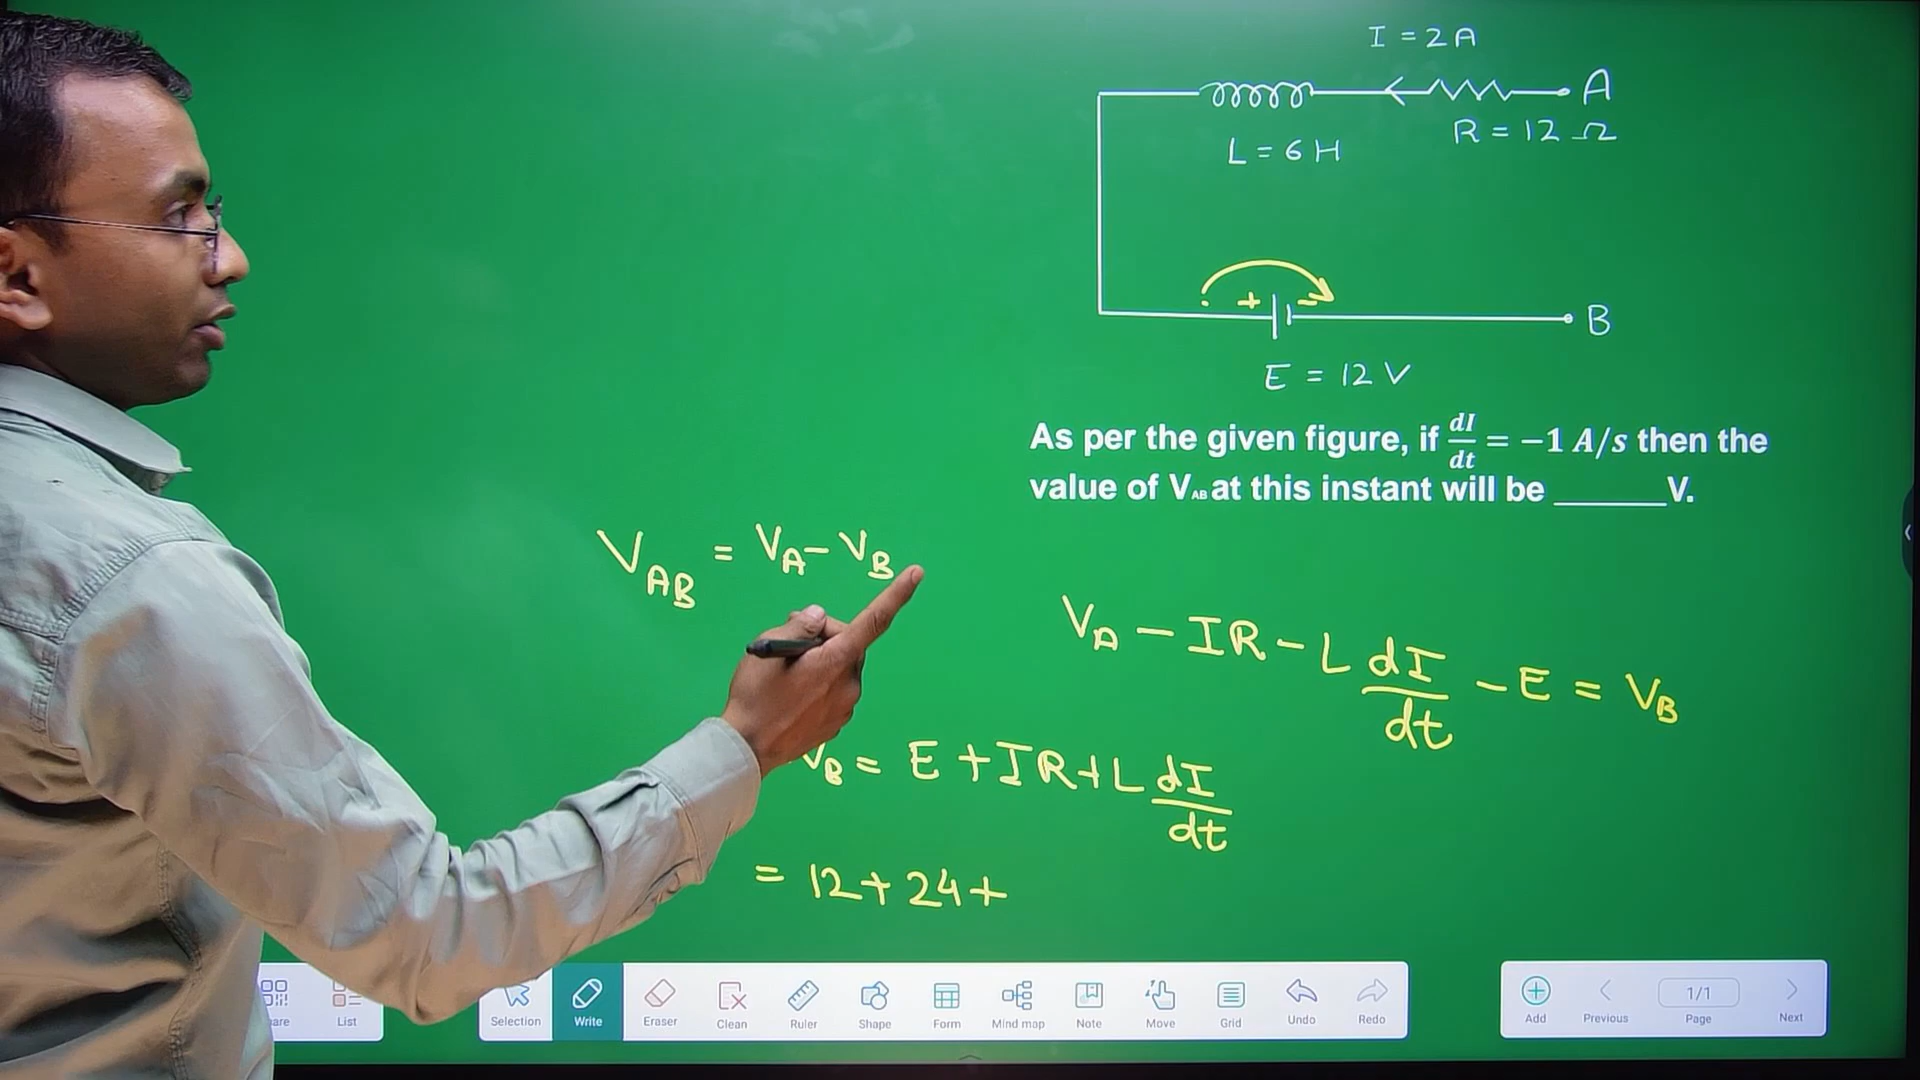 I = 2A
A
R = 12 Ω
L = 6 H
+ -
B
E = 12 V
As per the given figure, if dI/dt = −1 A/s then the
value of VAB at this instant will be ______V.
VAB = VA - VB
VA - IR - L dI/dt - E = VB
VB = E + IR + L dI/dt
= 12 + 24 +
List
Selection
Write
Eraser
Clean
Ruler
Shape
Form
Mind map
Note
Move
Grid
Undo
Redo
Add
Previous
1/1
Page
Next